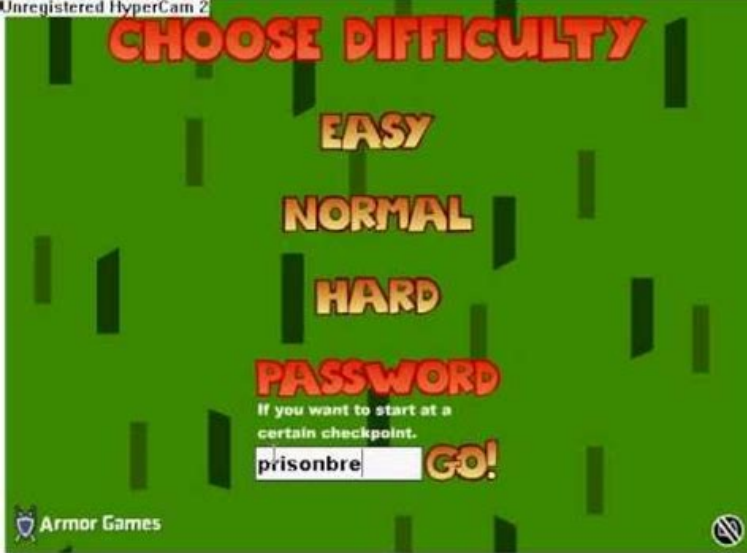 Unregistered HyperCam 2
CHOOSE DIFFICULTY
EASY
NORMAL
HARD
PASSWORD
If you want to start at a
certain checkpoint.
prisonbre
GO!
Armor Games